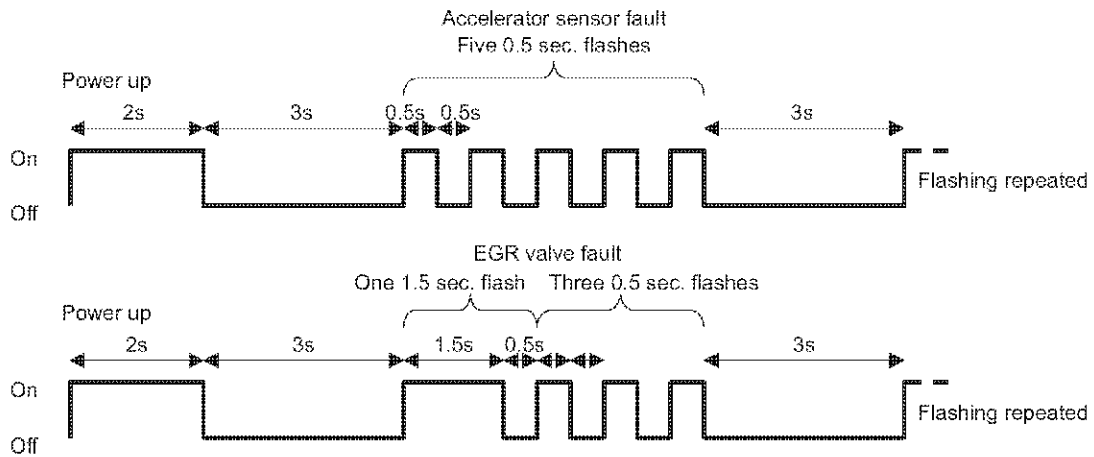 Accelerator sensor fault
Five 0.5 sec. flashes
Power up
2s 3s 0.5s 0.5s 3s
On
Flashing repeated
Off
EGR valve fault
One 1.5 sec. flash Three 0.5 sec. flashes
Power up
2s 3s 1.5s 0.5s 3s
On
Flashing repeated
Off